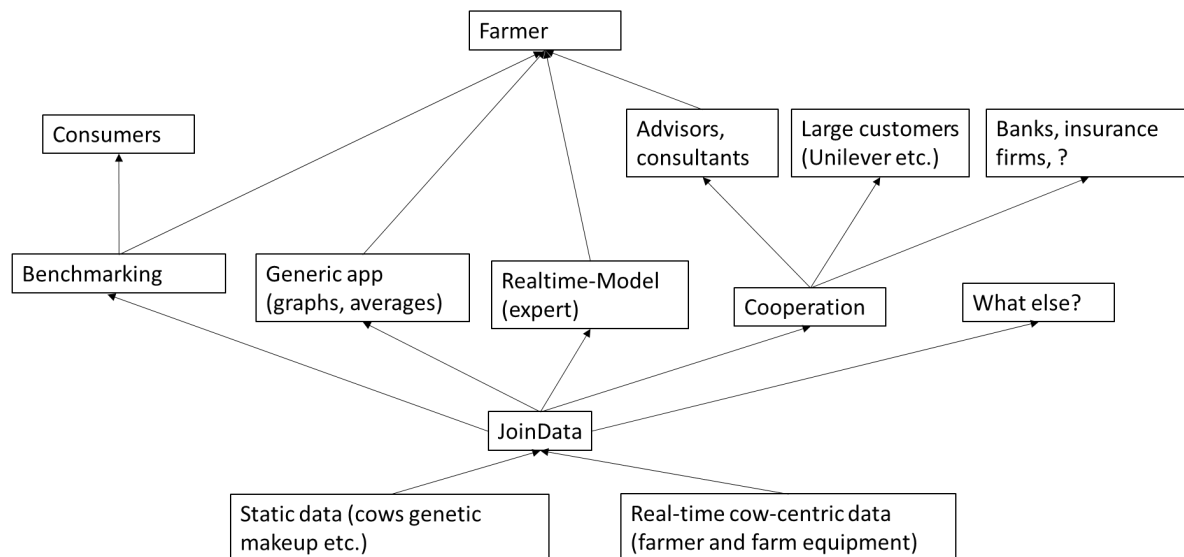 Farmer
Consumers
Advisors,
consultants
Large customers
(Unilever etc.)
Banks, insurance
firms, ?
Benchmarking
Generic app
(graphs, averages)
Realtime-Model
(expert)
Cooperation
What else?
JoinData
Static data (cows genetic
makeup etc.)
Real-time cow-centric data
(farmer and farm equipment)